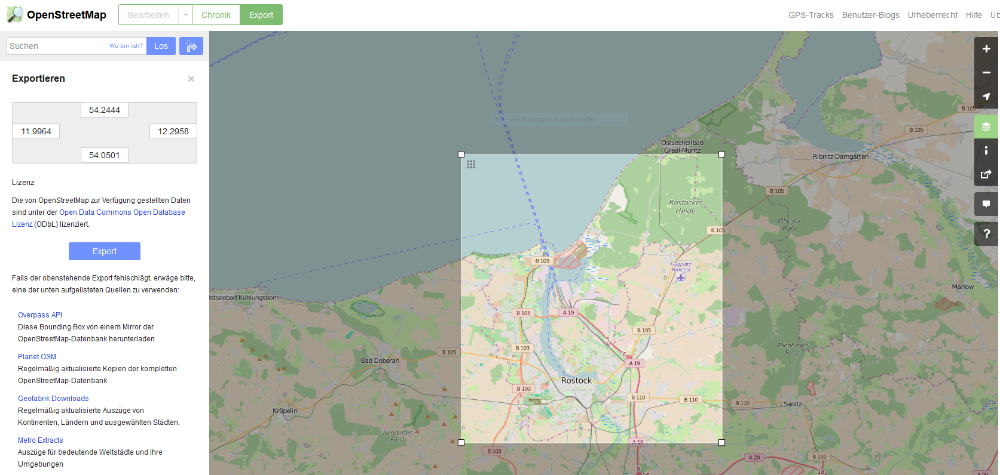 OpenStreetMap
Bearbeiten
Chronik
Export
GPS-Tracks
Benutzer-Blogs
Urheberrecht
Hilfe
Üb
Suchen
Wo bin ich?
Los
Exportieren
54.2444
11.9964
12.2958
54.0501
Lizenz
Die von OpenStreetMap zur Verfügung gestellten Daten
sind unter der Open Data Commons Open Database
Lizenz (ODbL) lizenziert.
Export
Falls der obenstehende Export fehlschlägt, erwäge bitte,
eine der unten aufgelisteten Quellen zu verwenden:
Overpass API
Diese Bounding Box von einem Mirror der
OpenStreetMap-Datenbank herunterladen
Planet OSM
Regelmäßig aktualisierte Kopien der kompletten
OpenStreetMap-Datenbank
Geofabrik Downloads
Regelmäßig aktualisierte Auszüge von
Kontinenten, Ländern und ausgewählten Städten.
Metro Extracts
Auszüge für bedeutende Weltstädte und ihre
Umgebungen
Rechteckiges Ausschneiden
B 105
B 105
Ostseeheilbad
Graal-Müritz
Ribnitz-Damgarten
B 105
Rostocker
Heide
Altheider
Wald
B 105
B 103
Flugplatz
Purkshof
Marlow
Ostseebad Kühlungsborn
B 105
A 19
B 105
5
Billenhäger
Forst
B 103
B 105
6
A 19
Bad Doberan
Rostock
B 103
B 110
B 110
B 110
Sanitz
Kröpelin
Ivendorfer
Forst
A 19
B 103
A 20
B 110
9
18
16
A 20
?